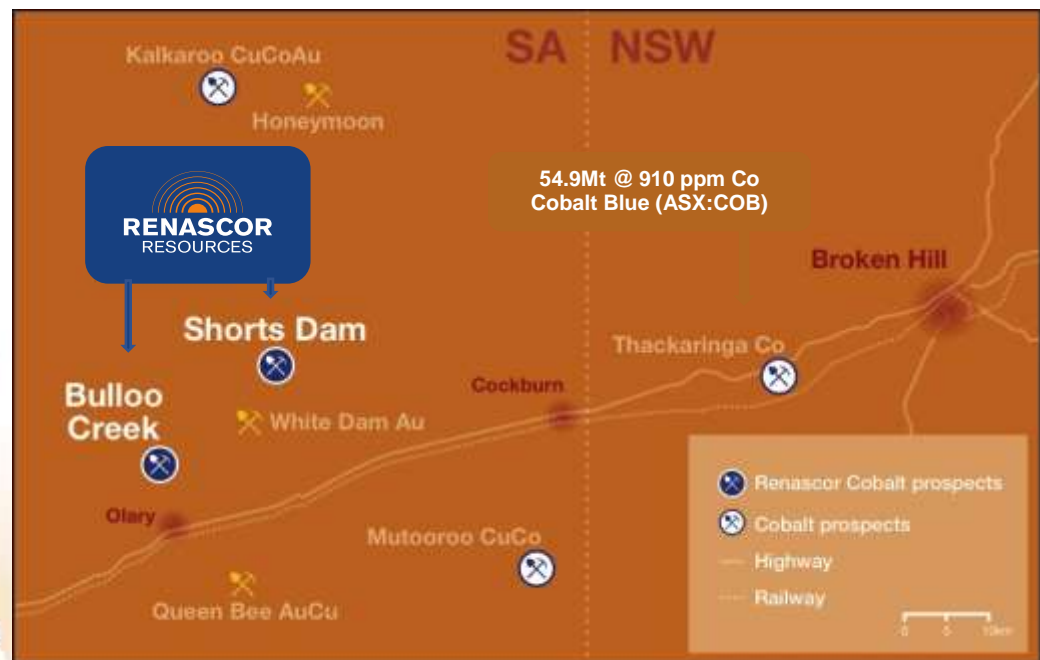 SA NSW
Kalkaroo CuCoAu
Honeymoon
RENASCOR
RESOURCES
54.9Mt @ 910 ppm Co
Cobalt Blue (ASX:COB)
Broken Hill
Shorts Dam
Thackaringa Co
Cockburn
Bulloo
Creek
White Dam Au
Olary
Mutooroo CuCo
Queen Bee AuCu
Renascor Cobalt prospects
Cobalt prospects
Highway
Railway
0 5 10km